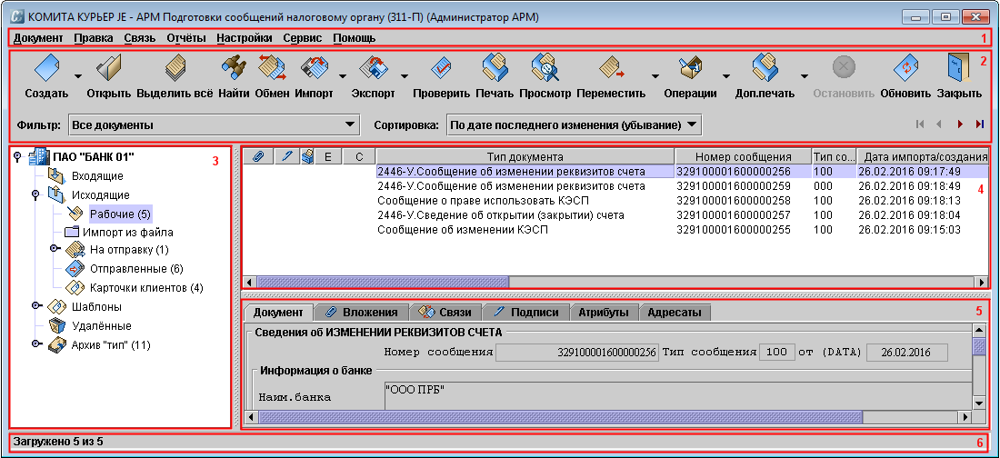 КОМИТА КУРЬЕР JE - АРМ Подготовки сообщений налоговому органу (311-П) (Администратор АРМ)
Документ Правка Связь Отчёты Настройки Сервис Помощь 1
2
Создать Открыть Выделить всё Найти Обмен Импорт Экспорт Проверить Печать Просмотр Переместить Операции Доп.печать Остановить Обновить Закрыть
Фильтр: Все документы Сортировка: По дате последнего изменения (убывание)
ПАО "БАНК 01" 3
Входящие
Исходящие
Рабочие (5)
Импорт из файла
На отправку (1)
Отправленные (6)
Карточки клиентов (4)
Шаблоны
Удалённые
Архив "тип" (11)
Е С Тип документа Номер сообщения Тип со... Дата импорта/создания
2446-У.Сообщение об изменении реквизитов счета 329100001600000256 100 26.02.2016 09:17:49
2446-У.Сообщение об изменении реквизитов счета 329100001600000259 000 26.02.2016 09:18:49
4
Сообщение о праве использовать КЭСП 329100001600000258 100 26.02.2016 09:18:13
2446-У.Сведение об открытии (закрытии) счета 329100001600000257 100 26.02.2016 09:18:04
Сообщение об изменении КЭСП 329100001600000255 100 26.02.2016 09:15:03
Документ Вложения Связи Подписи Атрибуты Адресаты 5
Сведения об ИЗМЕНЕНИИ РЕКВИЗИТОВ СЧЕТА
Номер сообщения 329100001600000256 Тип сообщения 100 от (DATA) 26.02.2016
Информация о банке
Наим.банка "ООО ПРБ"
Загружено 5 из 5 6